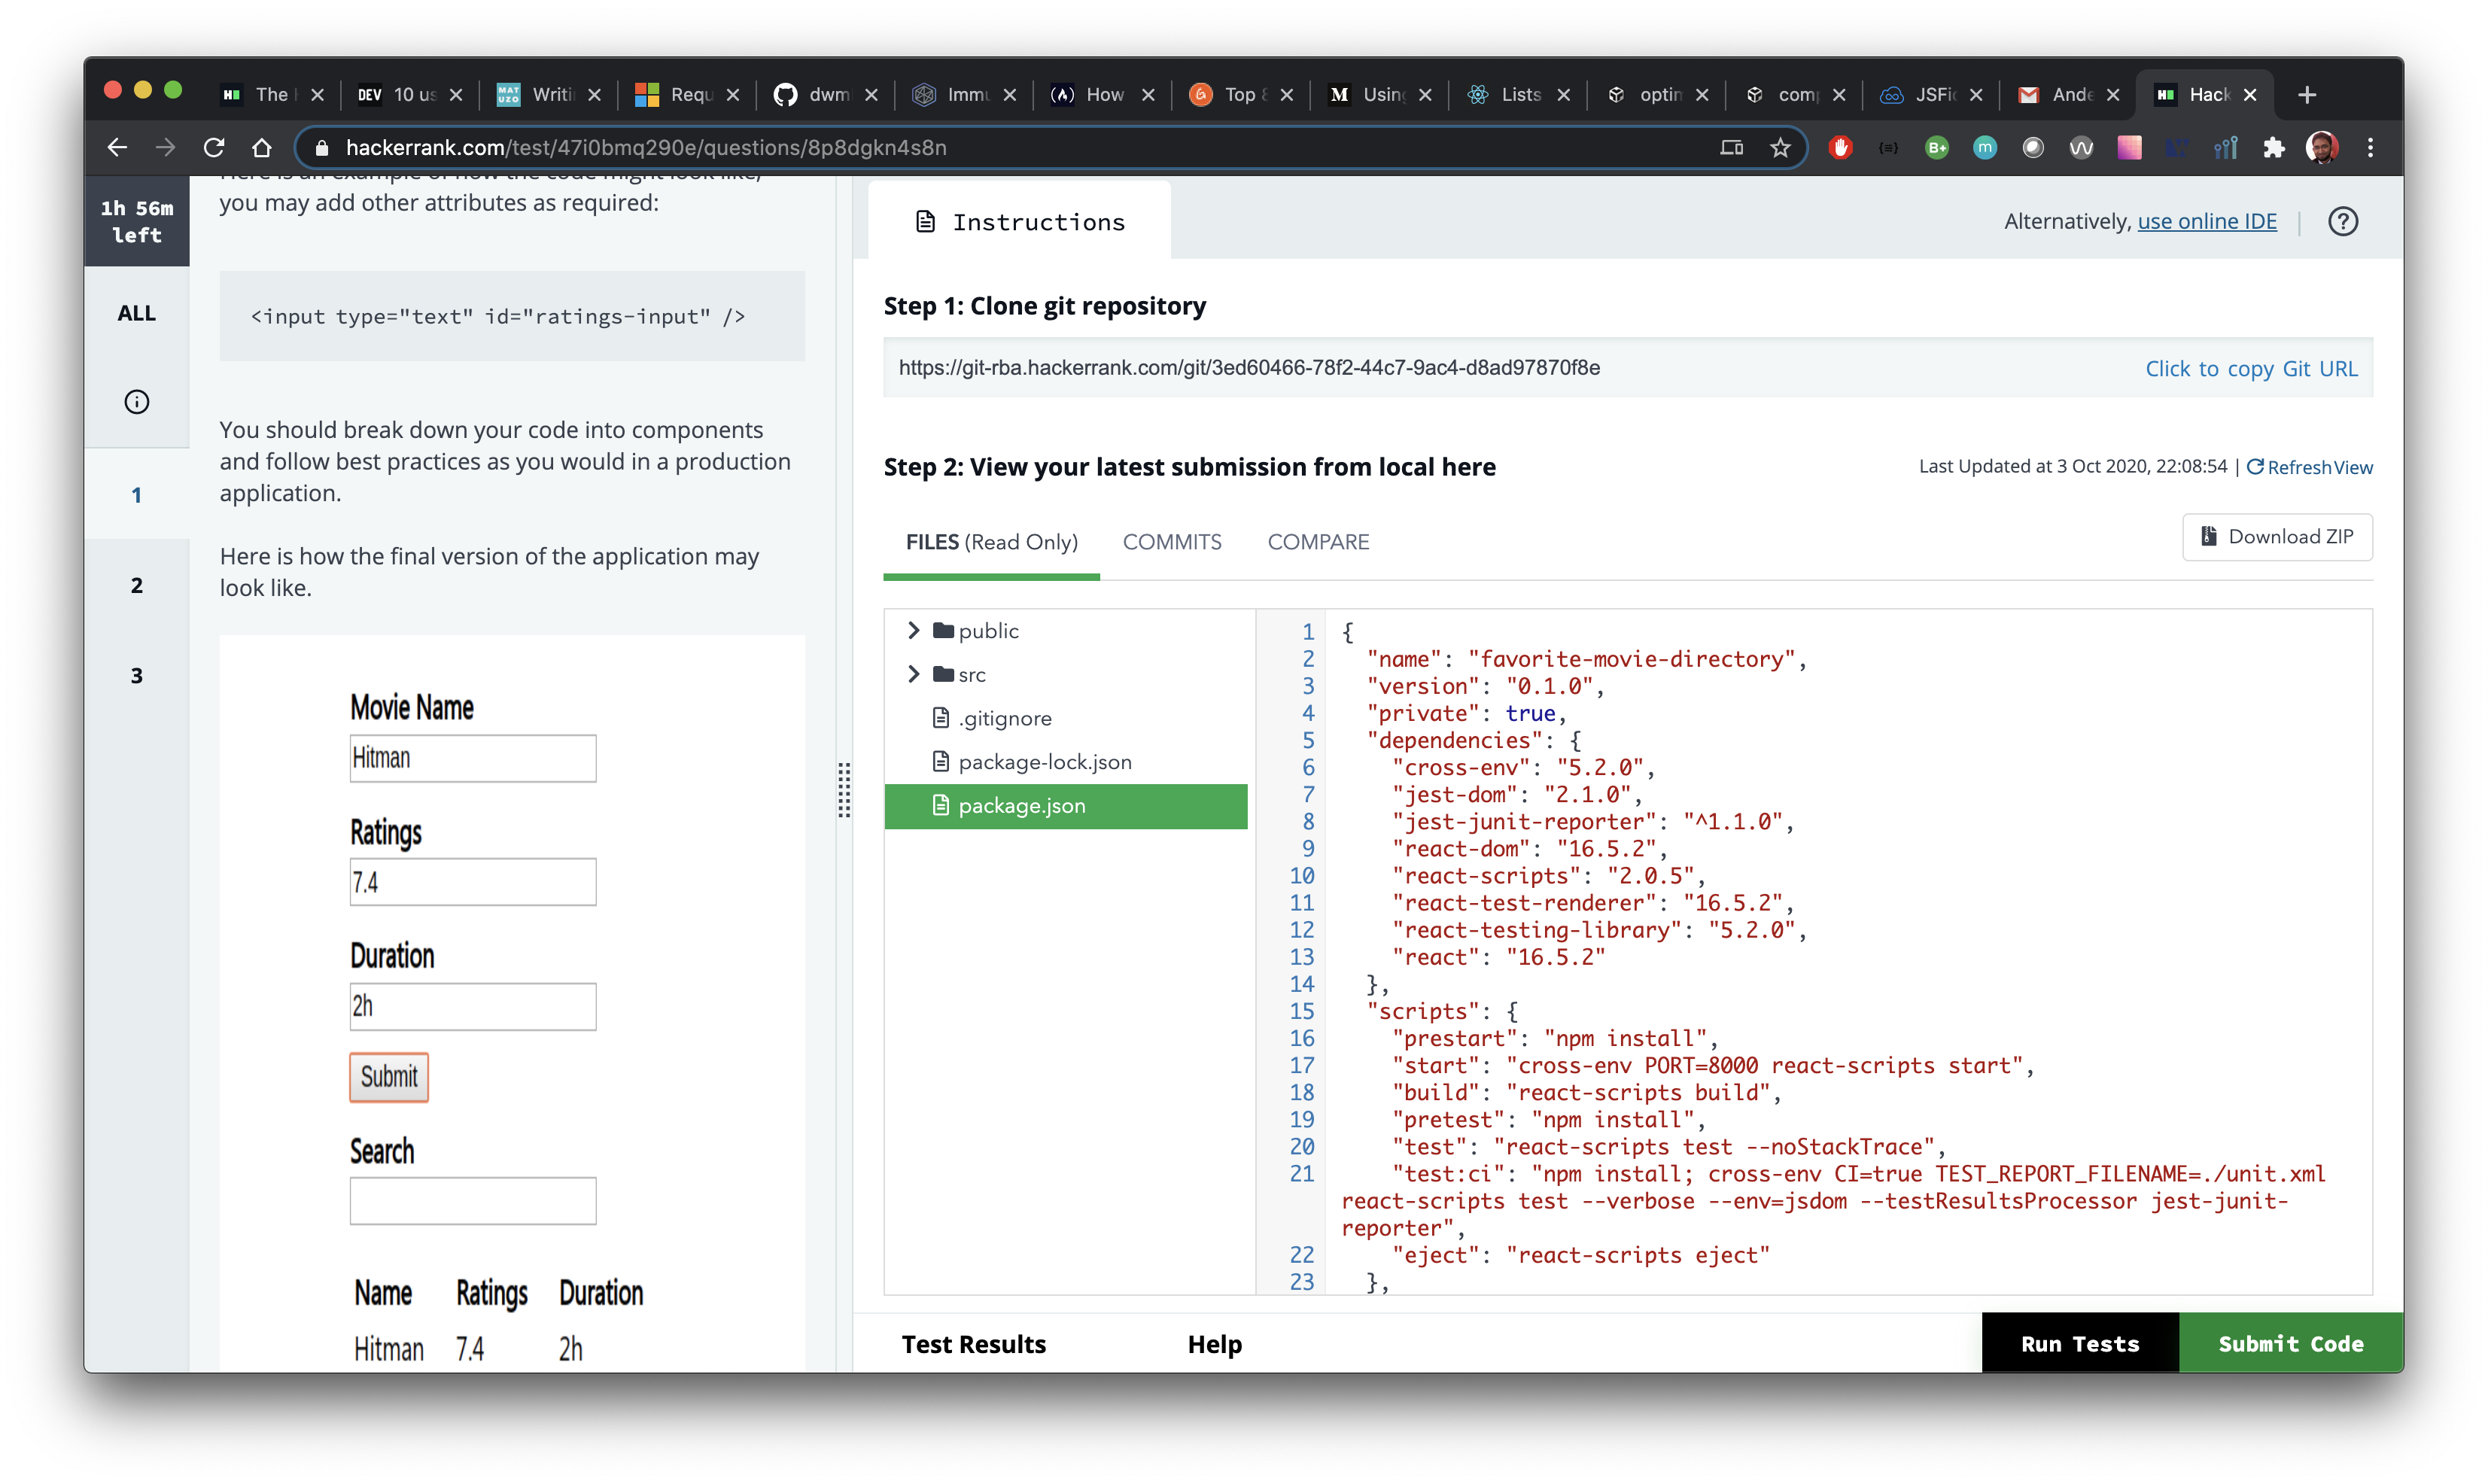 The
10 us
Writi
Requ
dwm
Immu
How
Top
Using
Lists
optim
com
JSFi
Ande
Hack
hackerrank.com/test/47i0bmq290e/questions/8p8dgkn4s8n
1h 56m
left
ALL
1
2
3
Here is an example of how the code might look like,
you may add other attributes as required:
<input type="text" id="ratings-input" />
You should break down your code into components
and follow best practices as you would in a production
application.
Here is how the final version of the application may
look like.
Movie Name
Hitman
Ratings
7.4
Duration
2h
Submit
Search
Name Ratings Duration
Hitman 7.4 2h
Instructions
Alternatively, use online IDE
Step 1: Clone git repository
https://git-rba.hackerrank.com/git/3ed60466-78f2-44c7-9ac4-d8ad97870f8e
Click to copy Git URL
Step 2: View your latest submission from local here
Last Updated at 3 Oct 2020, 22:08:54 | Refresh View
FILES (Read Only) COMMITS COMPARE
Download ZIP
public
src
.gitignore
package-lock.json
package.json
1 {
2 "name": "favorite-movie-directory",
3 "version": "0.1.0",
4 "private": true,
5 "dependencies": {
6 "cross-env": "5.2.0",
7 "jest-dom": "2.1.0",
8 "jest-junit-reporter": "^1.1.0",
9 "react-dom": "16.5.2",
10 "react-scripts": "2.0.5",
11 "react-test-renderer": "16.5.2",
12 "react-testing-library": "5.2.0",
13 "react": "16.5.2"
14 },
15 "scripts": {
16 "prestart": "npm install",
17 "start": "cross-env PORT=8000 react-scripts start",
18 "build": "react-scripts build",
19 "pretest": "npm install",
20 "test": "react-scripts test --noStackTrace",
21 "test:ci": "npm install; cross-env CI=true TEST_REPORT_FILENAME=./unit.xml
react-scripts test --verbose --env=jsdom --testResultsProcessor jest-junit-
reporter",
22 "eject": "react-scripts eject"
23 },
Test Results
Help
Run Tests
Submit Code